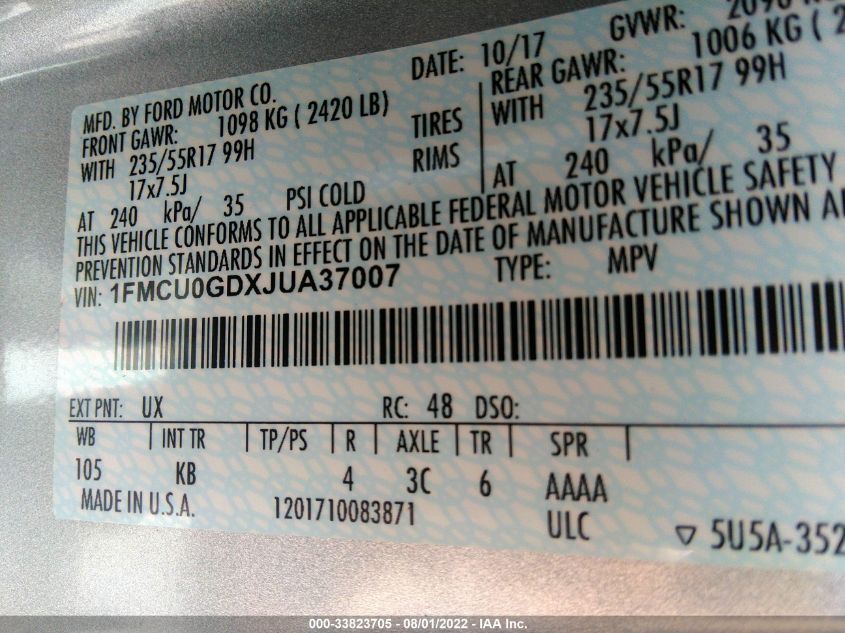 MFD. BY FORD MOTOR CO.
DATE: 10/17
GVWR:
FRONT GAWR: 1098 KG ( 2420 LB)
REAR GAWR: 1006 KG ( 2
WITH 235/55R17 99H
TIRES
WITH 235/55R17 99H
17x7.5J
RIMS
17x7.5J
AT 240 kPa/ 35 PSI COLD
AT 240 kPa/ 35
THIS VEHICLE CONFORMS TO ALL APPLICABLE FEDERAL MOTOR VEHICLE SAFETY
PREVENTION STANDARDS IN EFFECT ON THE DATE OF MANUFACTURE SHOWN
VIN: 1FMCU0GDXJUA37007
TYPE: MPV
EXT PNT: UX RC: 48 DSO:
WB INT TR TP/PS R AXLE TR SPR
105 KB 4 3C 6 AAAA
MADE IN U.S.A. 1201710083871 ULC
5U5A-352
000-33823705 - 08/01/2022 - IAA Inc.